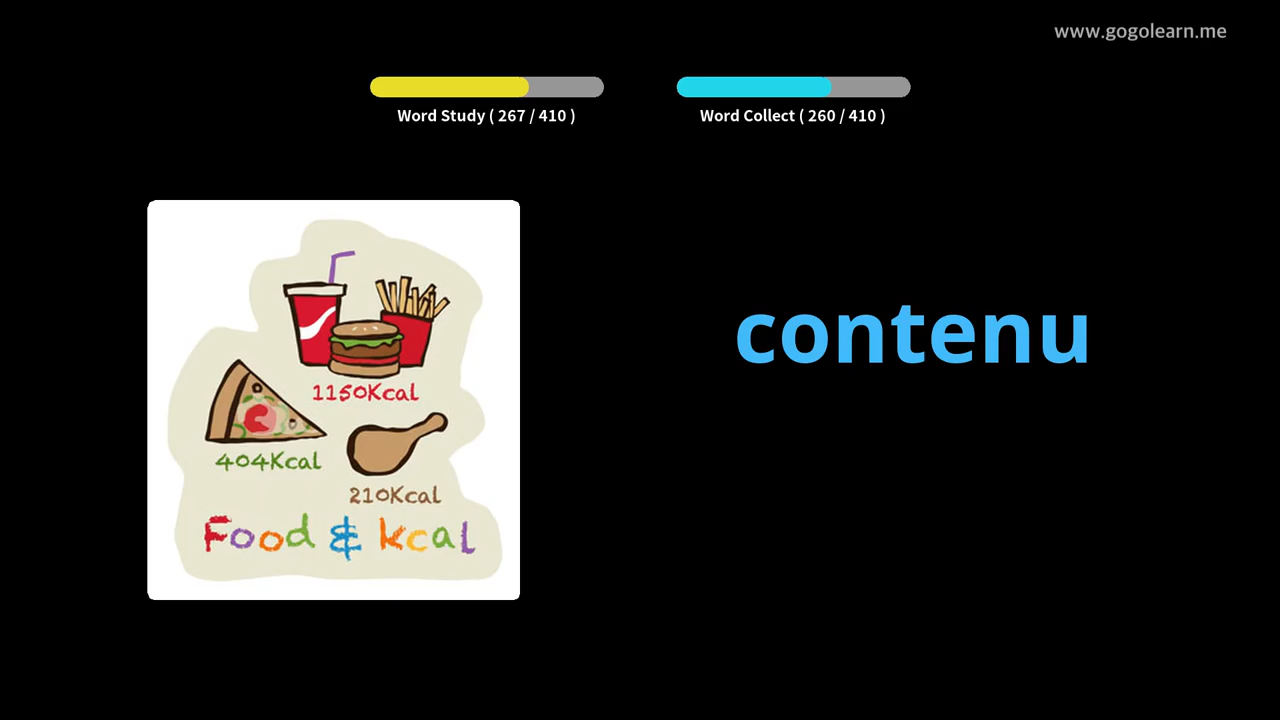 www.gogolearn.me
Word Study ( 267 / 410 )
Word Collect ( 260 / 410 )
contenu
1150Kcal
404Kcal
210Kcal
Food & kcal